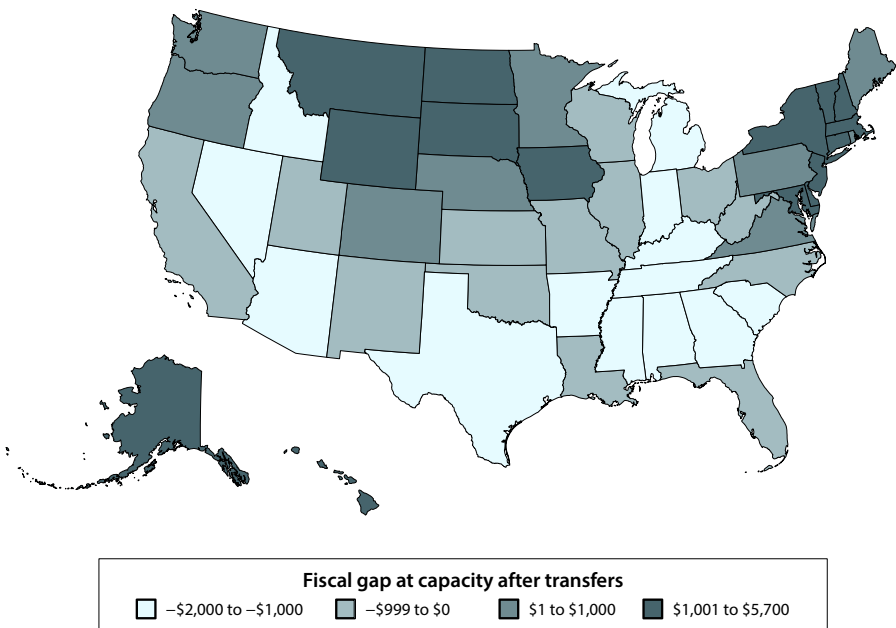 Fiscal gap at capacity after transfers
–$2,000 to –$1,000 –$999 to $0 $1 to $1,000 $1,001 to $5,700